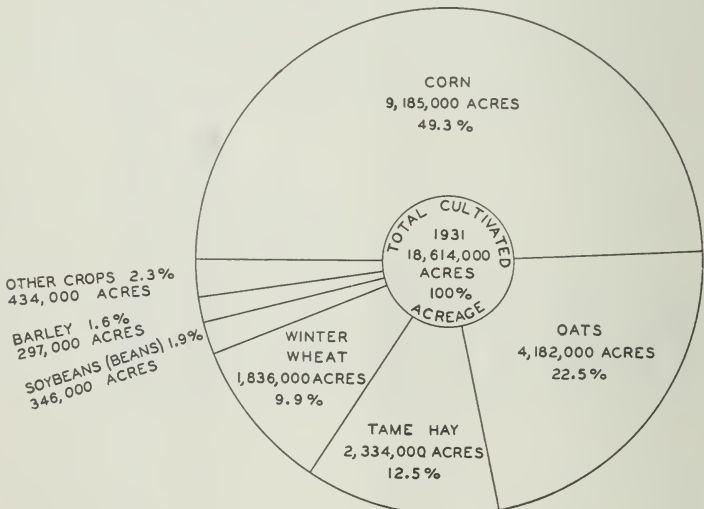 CORN
9,185,000 ACRES
49.3%
TOTAL CULTIVATED
1931
18,614,000
ACRES
100%
ACREAGE
OATS
4,182,000 ACRES
22.5%
TAME HAY
2,334,000 ACRES
12.5%
WINTER
WHEAT
1,836,000 ACRES
9.9%
SOYBEANS (BEANS) 1.9%
346,000 ACRES
BARLEY 1.6%
297,000 ACRES
OTHER CROPS 2.3%
434,000 ACRES